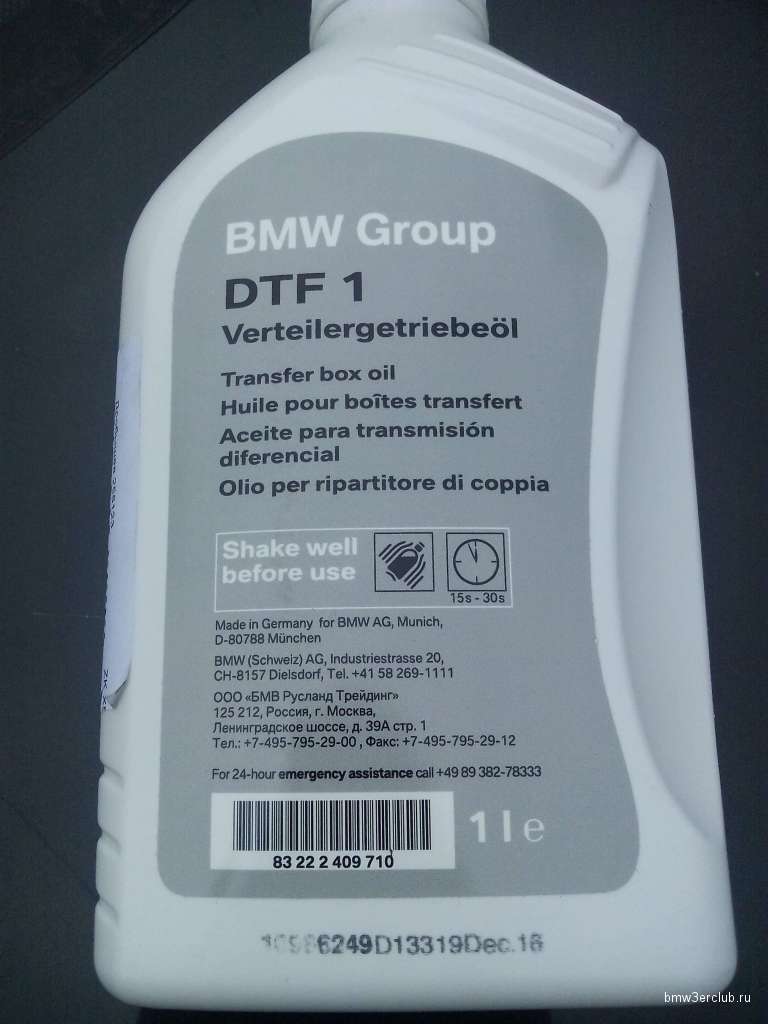 BMW Group
DTF 1
Verteilergetriebeöl
Transfer box oil
Huile pour boîtes transfert
Aceite para transmisión
diferencial
Olio per ripartitore di coppia
Shake well
before use
15s - 30s
Made in Germany for BMW AG, Munich,
D-80788 München
BMW (Schweiz) AG, Industriestrasse 20,
CH-8157 Dielsdorf, Tel. +41 58 269-1111
ООО «БМВ Русланд Трейдинг»
125 212, Россия, г. Москва,
Ленинградское шоссе, д. 39А стр. 1
Тел.: +7-495-795-29-00 , Факс: +7-495-795-29-12
For 24-hour emergency assistance call +49 89 382-78333
83 22 2 409 710
1 l e
6249D13319Dec.16
bmw3erclub.ru